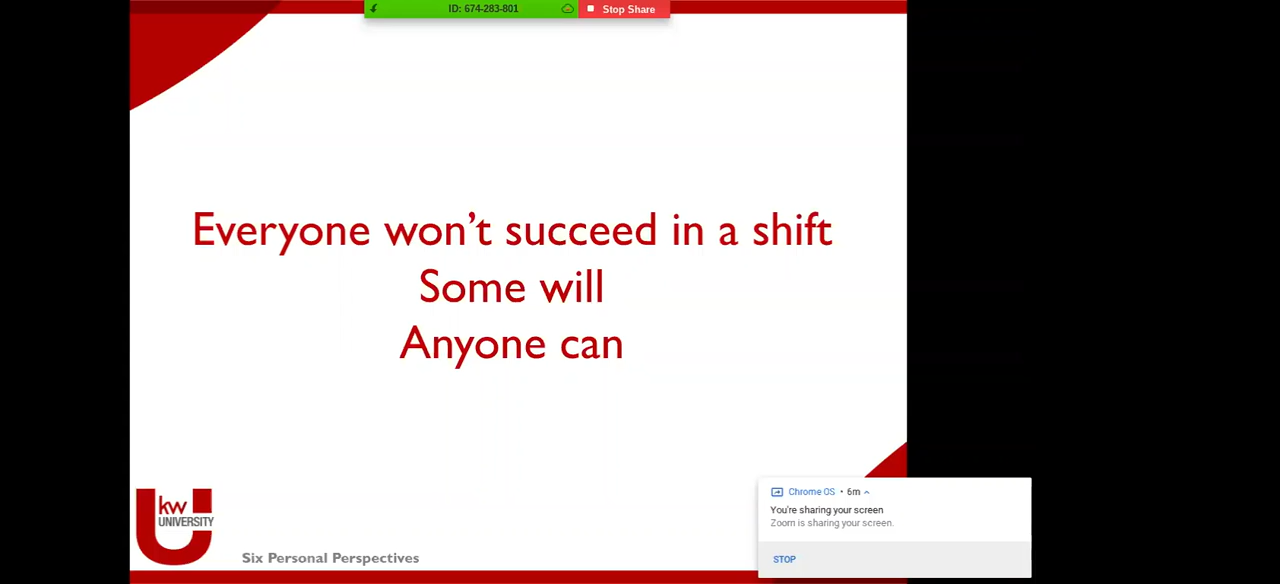 ID: 674-283-801
Stop Share
Everyone won’t succeed in a shift
Some will
Anyone can
kw
UNIVERSITY
Six Personal Perspectives
Chrome OS • 6m
You're sharing your screen
Zoom is sharing your screen.
STOP